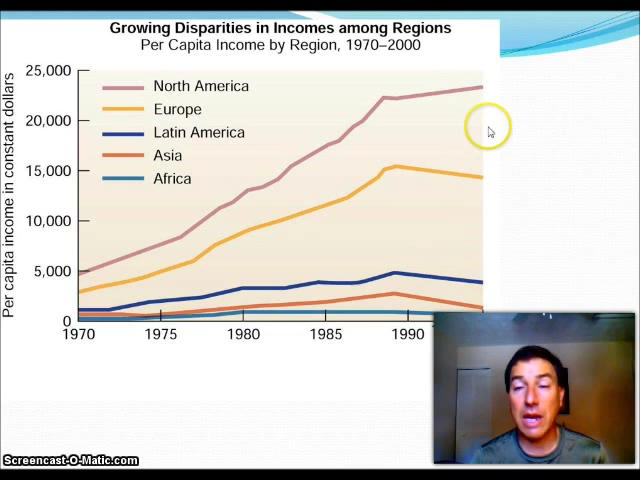 Growing Disparities in Incomes among Regions
Per Capita Income by Region, 1970–2000
Per capita income in constant dollars
25,000
20,000
15,000
10,000
5,000
0
North America
Europe
Latin America
Asia
Africa
1970
1975
1980
1985
1990
Screencast-O-Matic.com